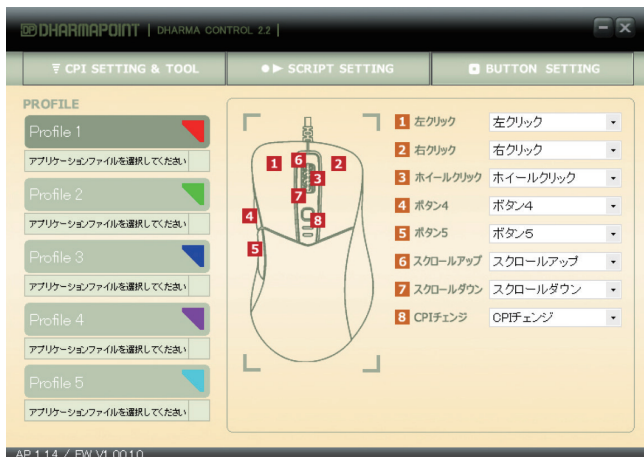 DHARMAPOINT | DHARMA CONTROL 2.2 |
CPI SETTING & TOOL
SCRIPT SETTING
BUTTON SETTING
PROFILE
Profile 1
アプリケーションファイルを選択してください
Profile 2
アプリケーションファイルを選択してください
Profile 3
アプリケーションファイルを選択してください
Profile 4
アプリケーションファイルを選択してください
Profile 5
アプリケーションファイルを選択してください
1
6
2
3
7
4
8
5
1 左クリック 左クリック
2 右クリック 右クリック
3 ホイールクリック ホイールクリック
4 ボタン4 ボタン4
5 ボタン5 ボタン5
6 スクロールアップ スクロールアップ
7 スクロールダウン スクロールダウン
8 CPIチェンジ CPIチェンジ
AP 1.14 / FW V1.0010